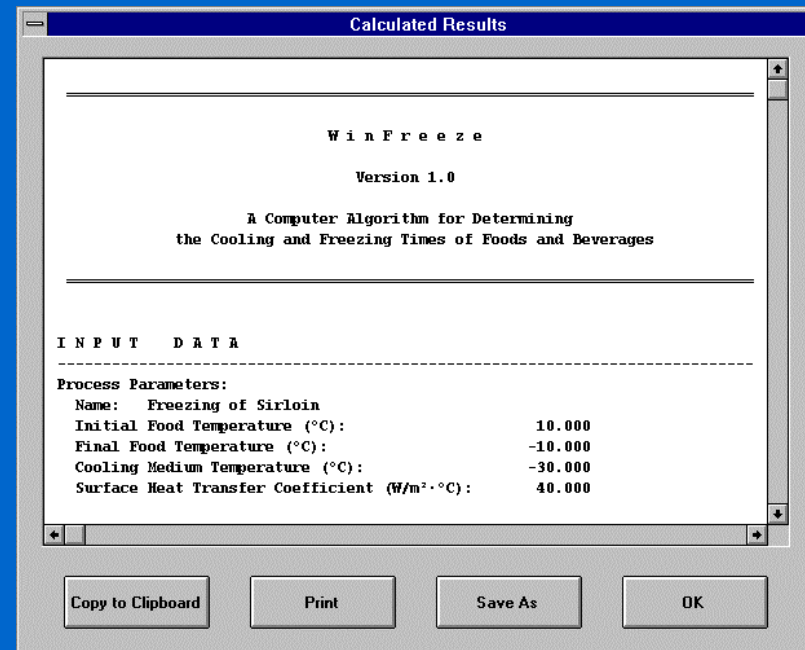 Calculated Results
W i n F r e e z e
Version 1.0
A Computer Algorithm for Determining
the Cooling and Freezing Times of Foods and Beverages
I N P U T   D A T A
Process Parameters:
Name:   Freezing of Sirloin
Initial Food Temperature (°C):   10.000
Final Food Temperature (°C):   -10.000
Cooling Medium Temperature (°C):   -30.000
Surface Heat Transfer Coefficient (W/m²·°C):   40.000
Copy to Clipboard   Print   Save As   OK